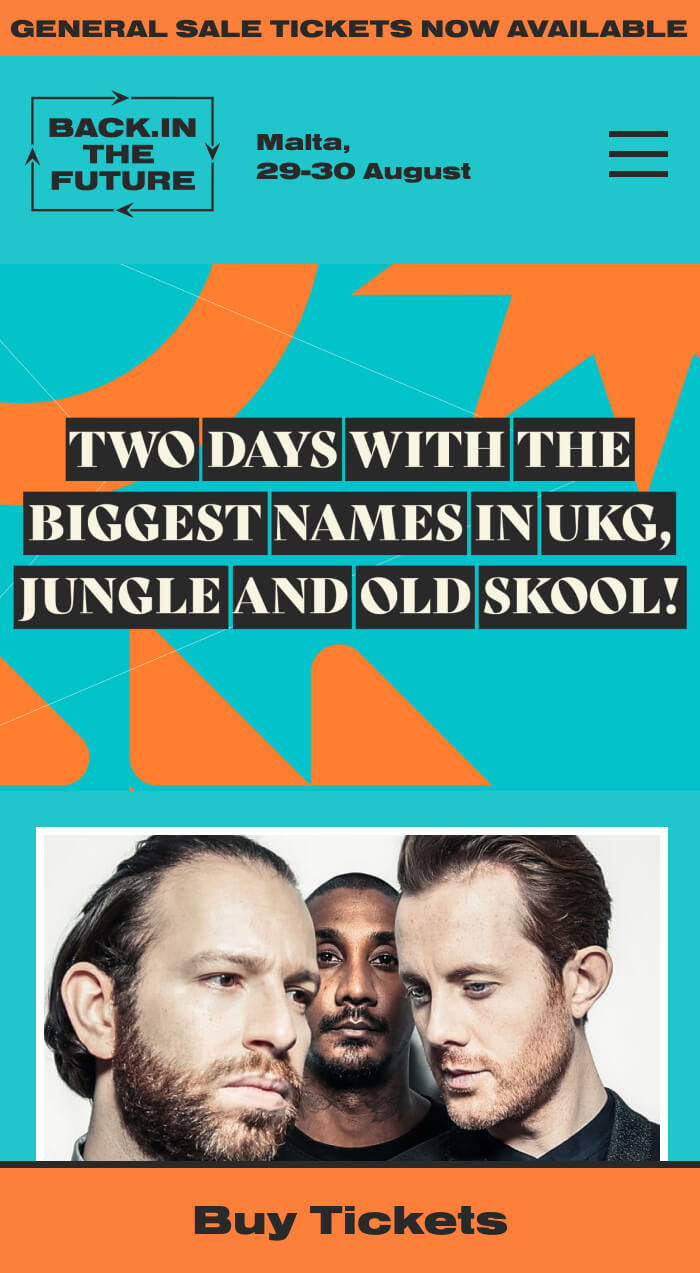 GENERAL SALE TICKETS NOW AVAILABLE
BACK.IN
THE
FUTURE
Malta,
29-30 August
TWO DAYS WITH THE
BIGGEST NAMES IN UKG,
JUNGLE AND OLD SKOOL!
Buy Tickets